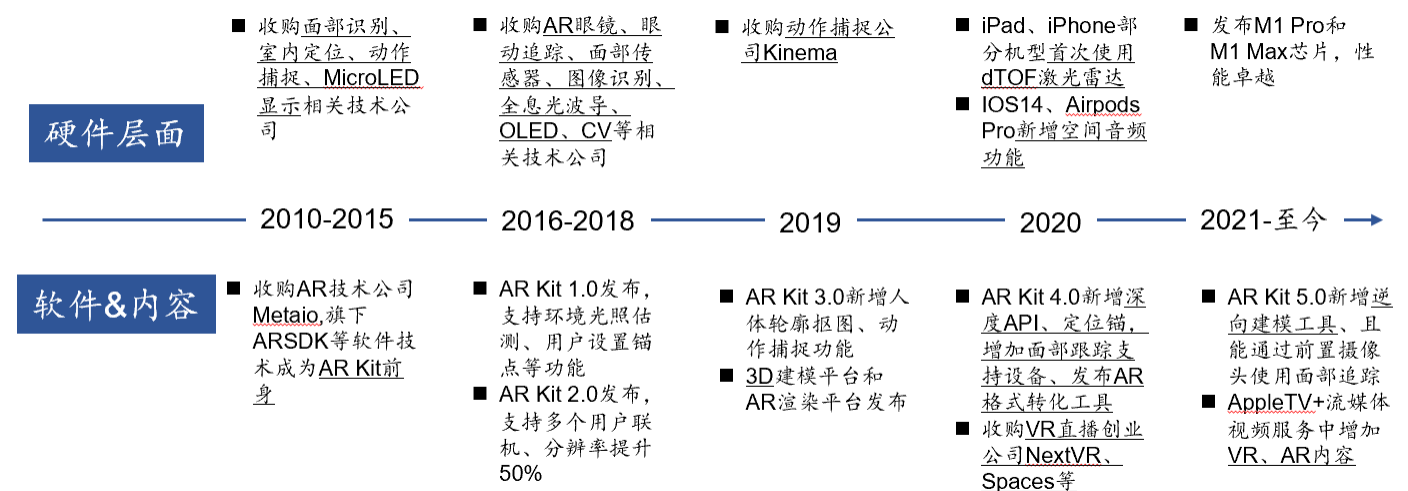 ■ 收购面部识别、
室内定位、动作
捕捉、MicroLED
显示相关技术公
司
■ 收购AR眼镜、眼
动追踪、面部传
感器、图像识别、
全息光波导、
OLED、CV等相
关技术公司
■ 收购动作捕捉公
司Kinema
■ iPad、iPhone部
分机型首次使用
dTOF激光雷达
■ IOS14、Airpods
Pro新增空间音频
功能
■ 发布M1 Pro和
M1 Max芯片，性
能卓越
硬件层面
2010-2015
2016-2018
2019
2020
2021-至今
软件&内容
■ 收购AR技术公司
Metaio,旗下
ARSDK等软件技
术成为AR Kit前
身
■ AR Kit 1.0发布，
支持环境光照估
测、用户设置锚
点等功能
■ AR Kit 2.0发布，
支持多个用户联
机、分辨率提升
50%
■ AR Kit 3.0新增人
体轮廓抠图、动
作捕捉功能
■ 3D建模平台和
AR渲染平台发布
■ AR Kit 4.0新增深
度API、定位锚，
增加面部跟踪支
持设备、发布AR
格式转化工具
■ 收购VR直播创业
公司NextVR、
Spaces等
■ AR Kit 5.0新增逆
向建模工具、且
能通过前置摄像
头使用面部追踪
■ AppleTV+流媒体
视频服务中增加
VR、AR内容